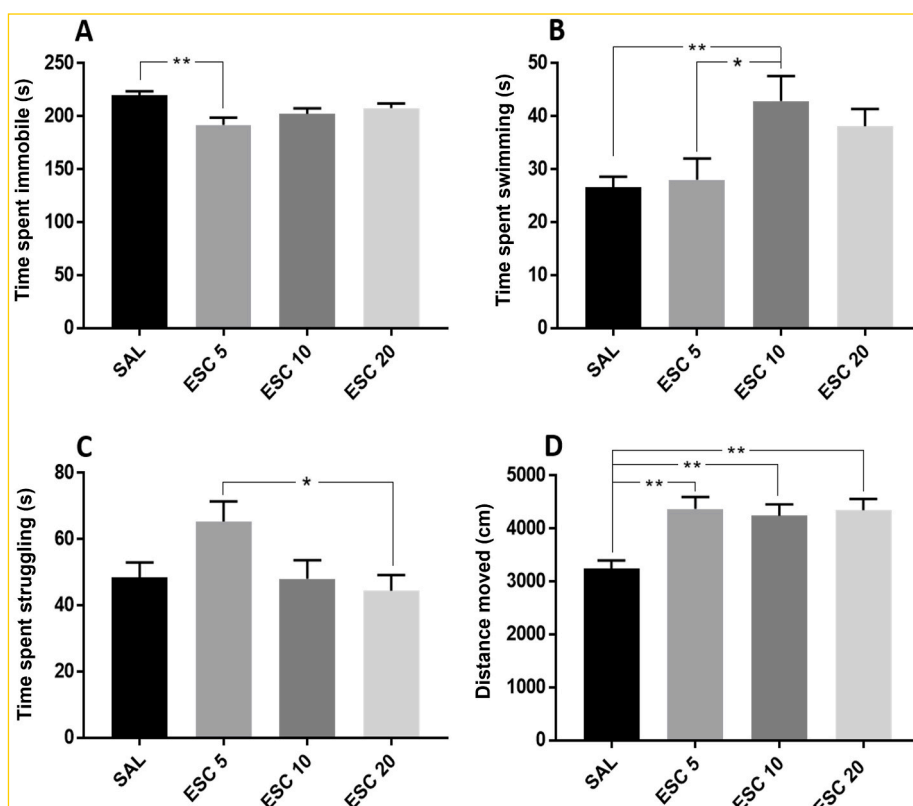 A
Time spent immobile (s)
250
200
150
100
50
0
**
SAL
ESC 5
ESC 10
ESC 20
B
Time spent swimming (s)
50
40
30
20
10
0
**
*
SAL
ESC 5
ESC 10
ESC 20
C
Time spent struggling (s)
80
60
40
20
0
*
SAL
ESC 5
ESC 10
ESC 20
D
Distance moved (cm)
5000
4000
3000
2000
1000
0
**
**
**
SAL
ESC 5
ESC 10
ESC 20